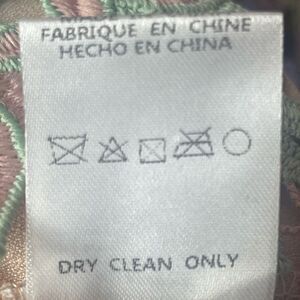 FABRIQUE EN CHINE
HECHO EN CHINA
DRY CLEAN ONLY